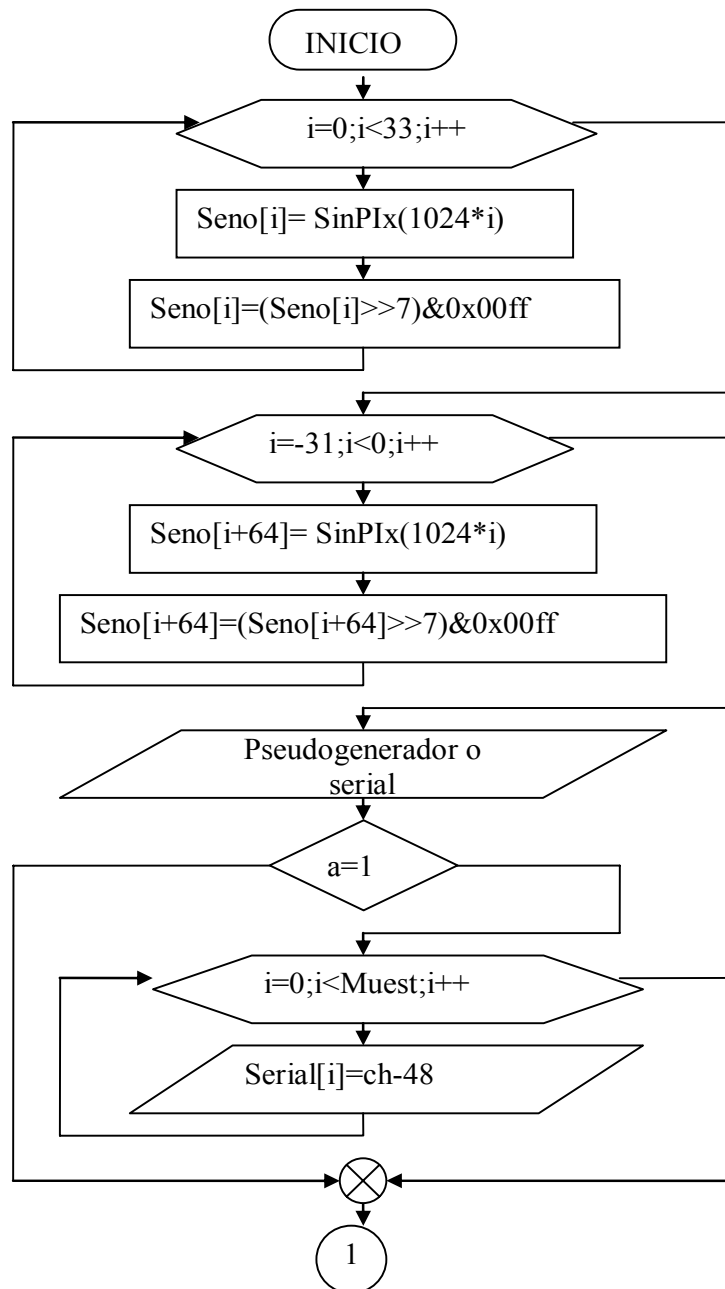 INICIO
i=0;i<33;i++
Seno[i]= SinPIx(1024*i)
Seno[i]=(Seno[i]>>7)&0x00ff
i=-31;i<0;i++
Seno[i+64]= SinPIx(1024*i)
Seno[i+64]=(Seno[i+64]>>7)&0x00ff
Pseudogenerador o
serial
a=1
i=0;i<Muest;i++
Serial[i]=ch-48
1